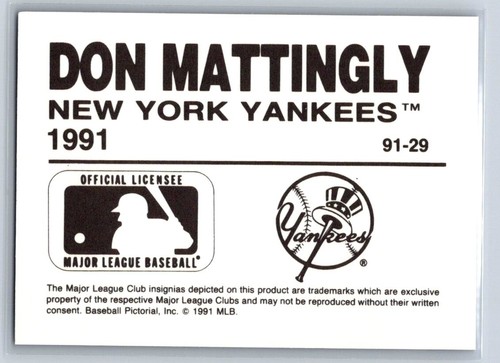 DON MATTINGLY
NEW YORK YANKEES™
1991
91-29
OFFICIAL LICENSEE
MAJOR LEAGUE BASEBALL®
Yankees
®
The Major League Club insignias depicted on this product are trademarks which are exclusive
property of the respective Major League Clubs and may not be reproduced without their written
consent. Baseball Pictorial, Inc. © 1991 MLB.